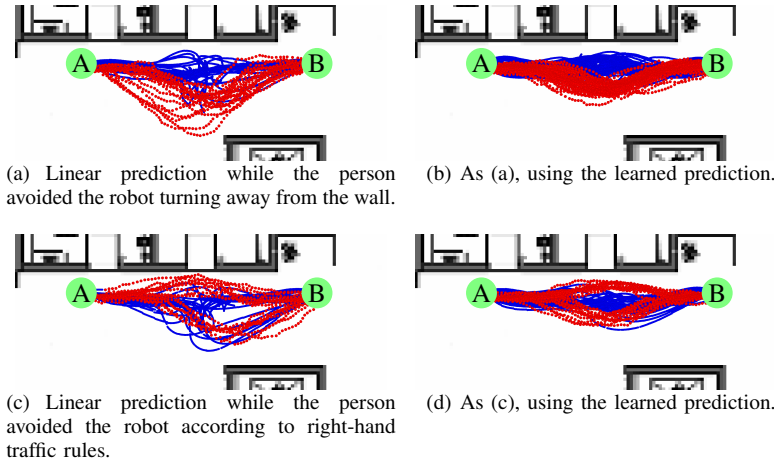 A B
A B
(a) Linear prediction while the person
avoided the robot turning away from the wall.
(b) As (a), using the learned prediction.
A B
A B
(c) Linear prediction while the person
avoided the robot according to right-hand
traffic rules.
(d) As (c), using the learned prediction.